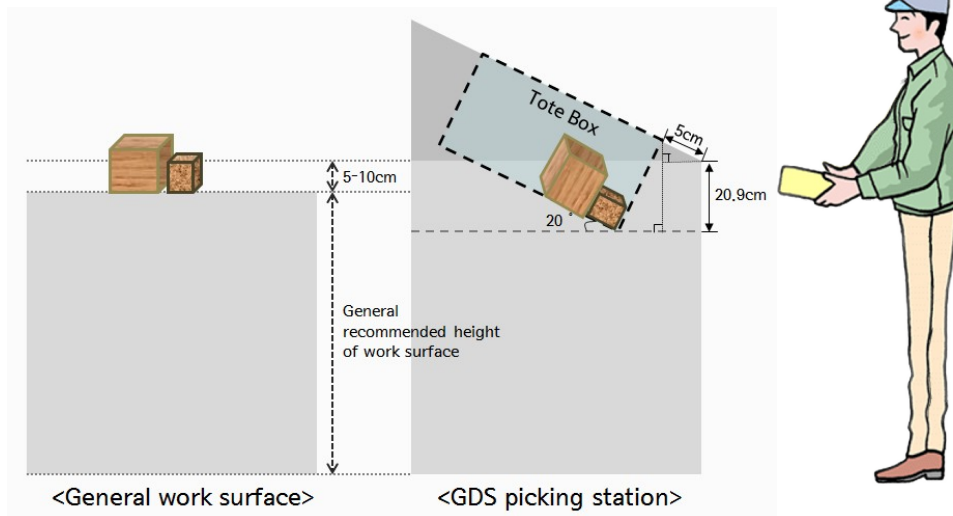 Tote Box
5cm
5-10cm
20.9cm
20°
General
recommended height
of work surface
<General work surface>
<GDS picking station>